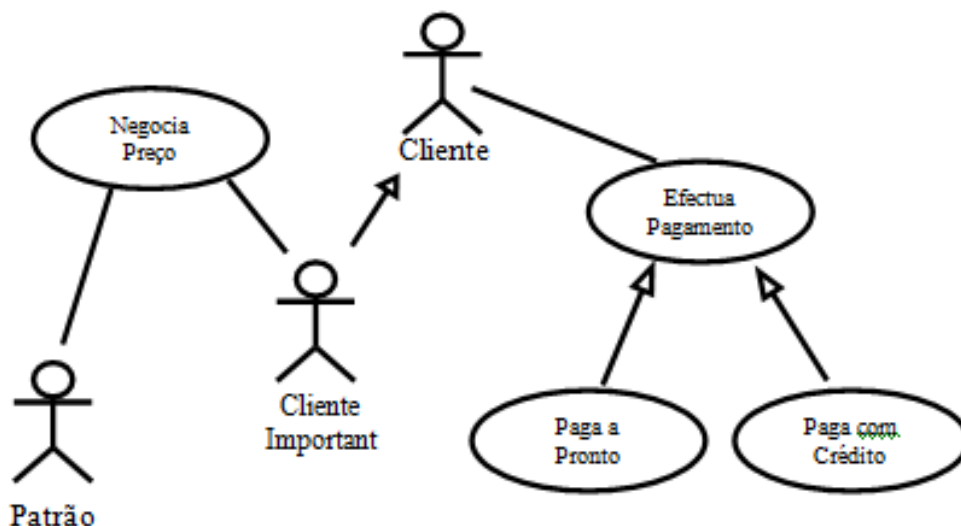 Negocia
Preço
Cliente
Efectua
Pagamento
Cliente
Important
Paga a
Pronto
Paga com
Crédito
Patrão